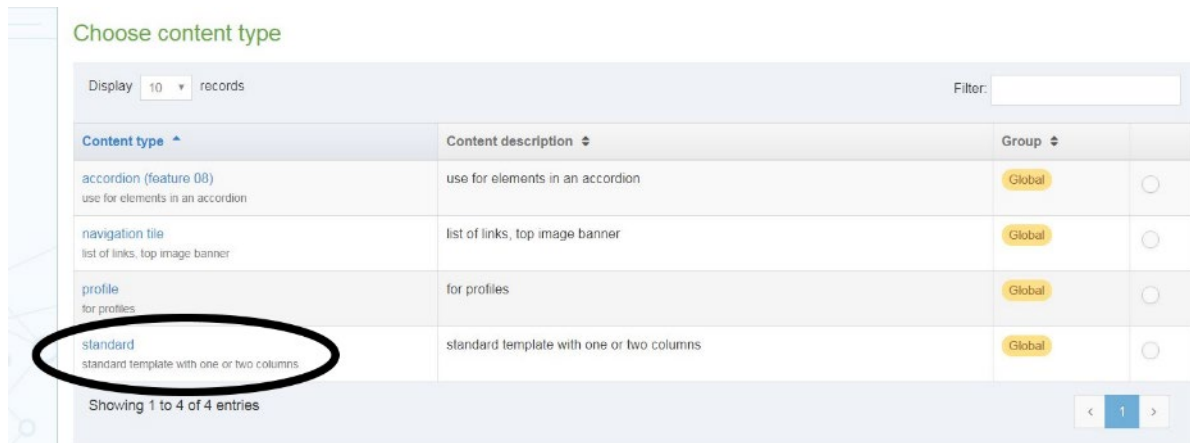 Choose content type
Display 10 records
Filter:
Content type Content description Group
accordion (feature 08) use for elements in an accordion Global
use for elements in an accordion
navigation tile list of links, top image banner Global
list of links, top image banner
profile for profiles Global
for profiles
standard standard template with one or two columns Global
standard template with one or two columns
Showing 1 to 4 of 4 entries
< 1 >